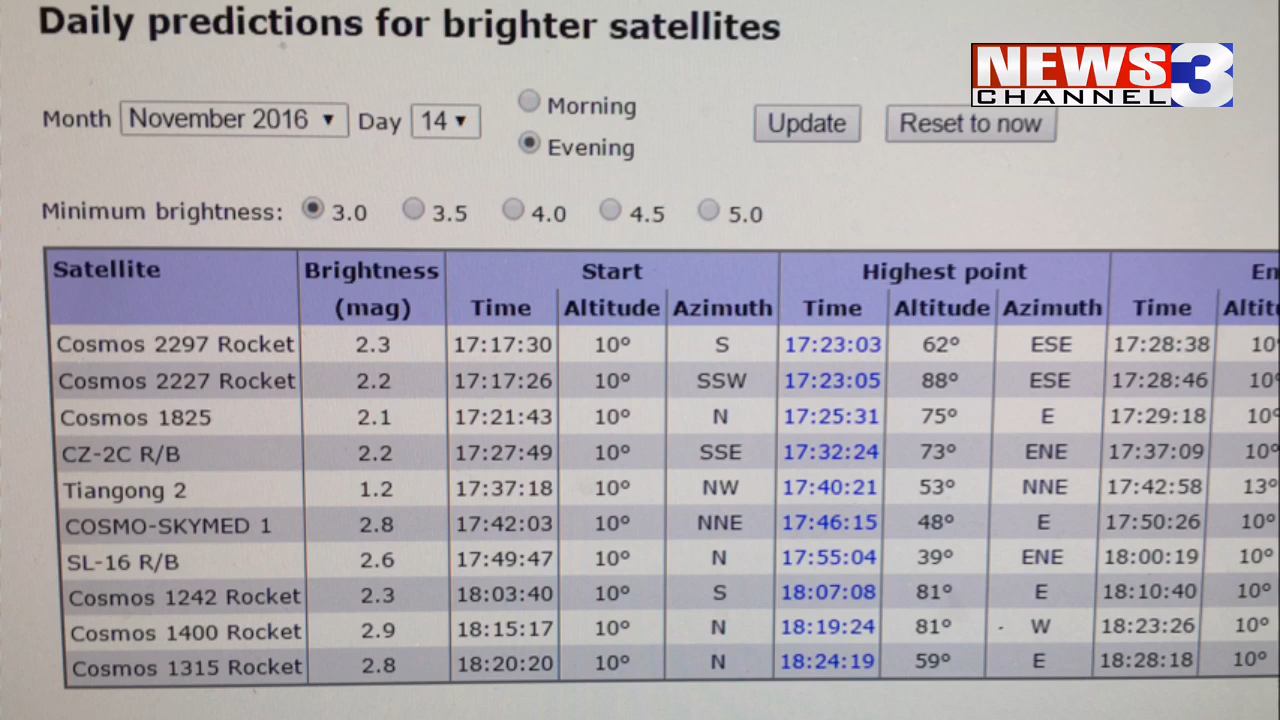 Daily predictions for brighter satellites
NEWS 3
CHANNEL
Month November 2016 ▼ Day 14 ▼ Morning Update Reset to now
Evening
Minimum brightness: 3.0 3.5 4.0 4.5 5.0
Satellite Brightness Start Highest point
(mag) Time Altitude Azimuth Time Altitude Azimuth Time
Cosmos 2297 Rocket 2.3 17:17:30 10° S 17:23:03 62° ESE 17:28:38 10°
Cosmos 2227 Rocket 2.2 17:17:26 10° SSW 17:23:05 88° ESE 17:28:46 10°
Cosmos 1825 2.1 17:21:43 10° N 17:25:31 75° E 17:29:18 10°
CZ-2C R/B 2.2 17:27:49 10° SSE 17:32:24 73° ENE 17:37:09 10°
Tiangong 2 1.2 17:37:18 10° NW 17:40:21 53° NNE 17:42:58 13°
COSMO-SKYMED 1 2.8 17:42:03 10° NNE 17:46:15 48° E 17:50:26 10°
SL-16 R/B 2.6 17:49:47 10° N 17:55:04 39° ENE 18:00:19 10°
Cosmos 1242 Rocket 2.3 18:03:40 10° S 18:07:08 81° E 18:10:40 10°
Cosmos 1400 Rocket 2.9 18:15:17 10° N 18:19:24 81° W 18:23:26 10°
Cosmos 1315 Rocket 2.8 18:20:20 10° N 18:24:19 59° E 18:28:18 10°